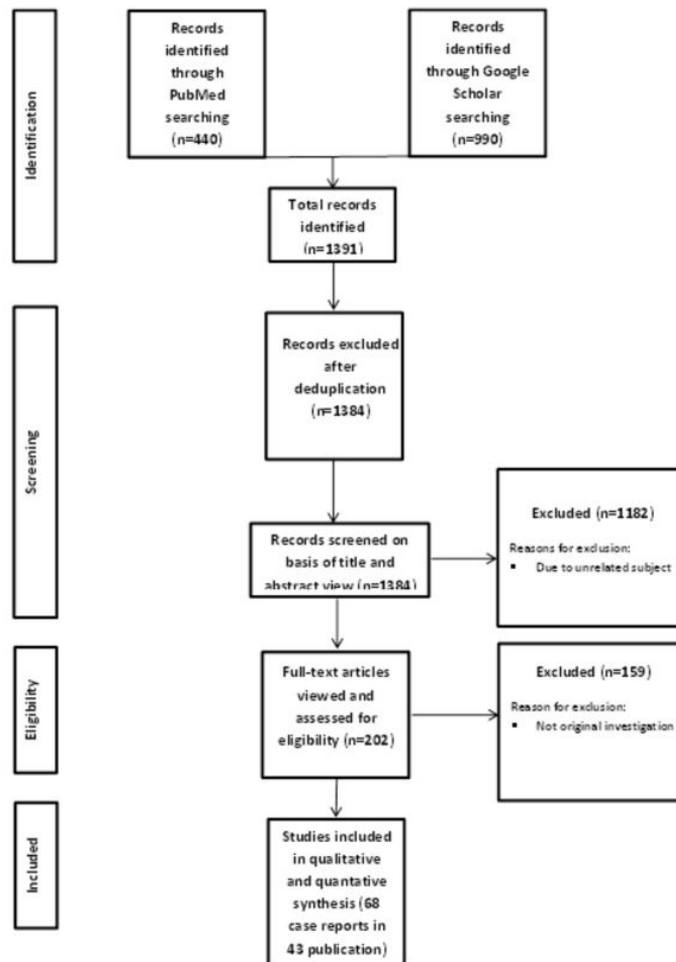 Identification
Records
identified
through
PubMed
searching
(n=440)
Records
identified
through Google
Scholar
searching
(n=990)
Total records
identified
(n=1391)
Screening
Records excluded
after
deduplication
(n=1384)
Records screened on
basis of title and
abstract view (n=1384)
Excluded (n=1182)
Reasons for exclusion:
▪ Due to unrelated subject
Eligibility
Full-text articles
viewed and
assessed for
eligibility (n=202)
Excluded (n=159)
Reason for exclusion:
▪ Not original investigation
Included
Studies included
in qualitative
and quantative
synthesis (68
case reports in
43 publication)